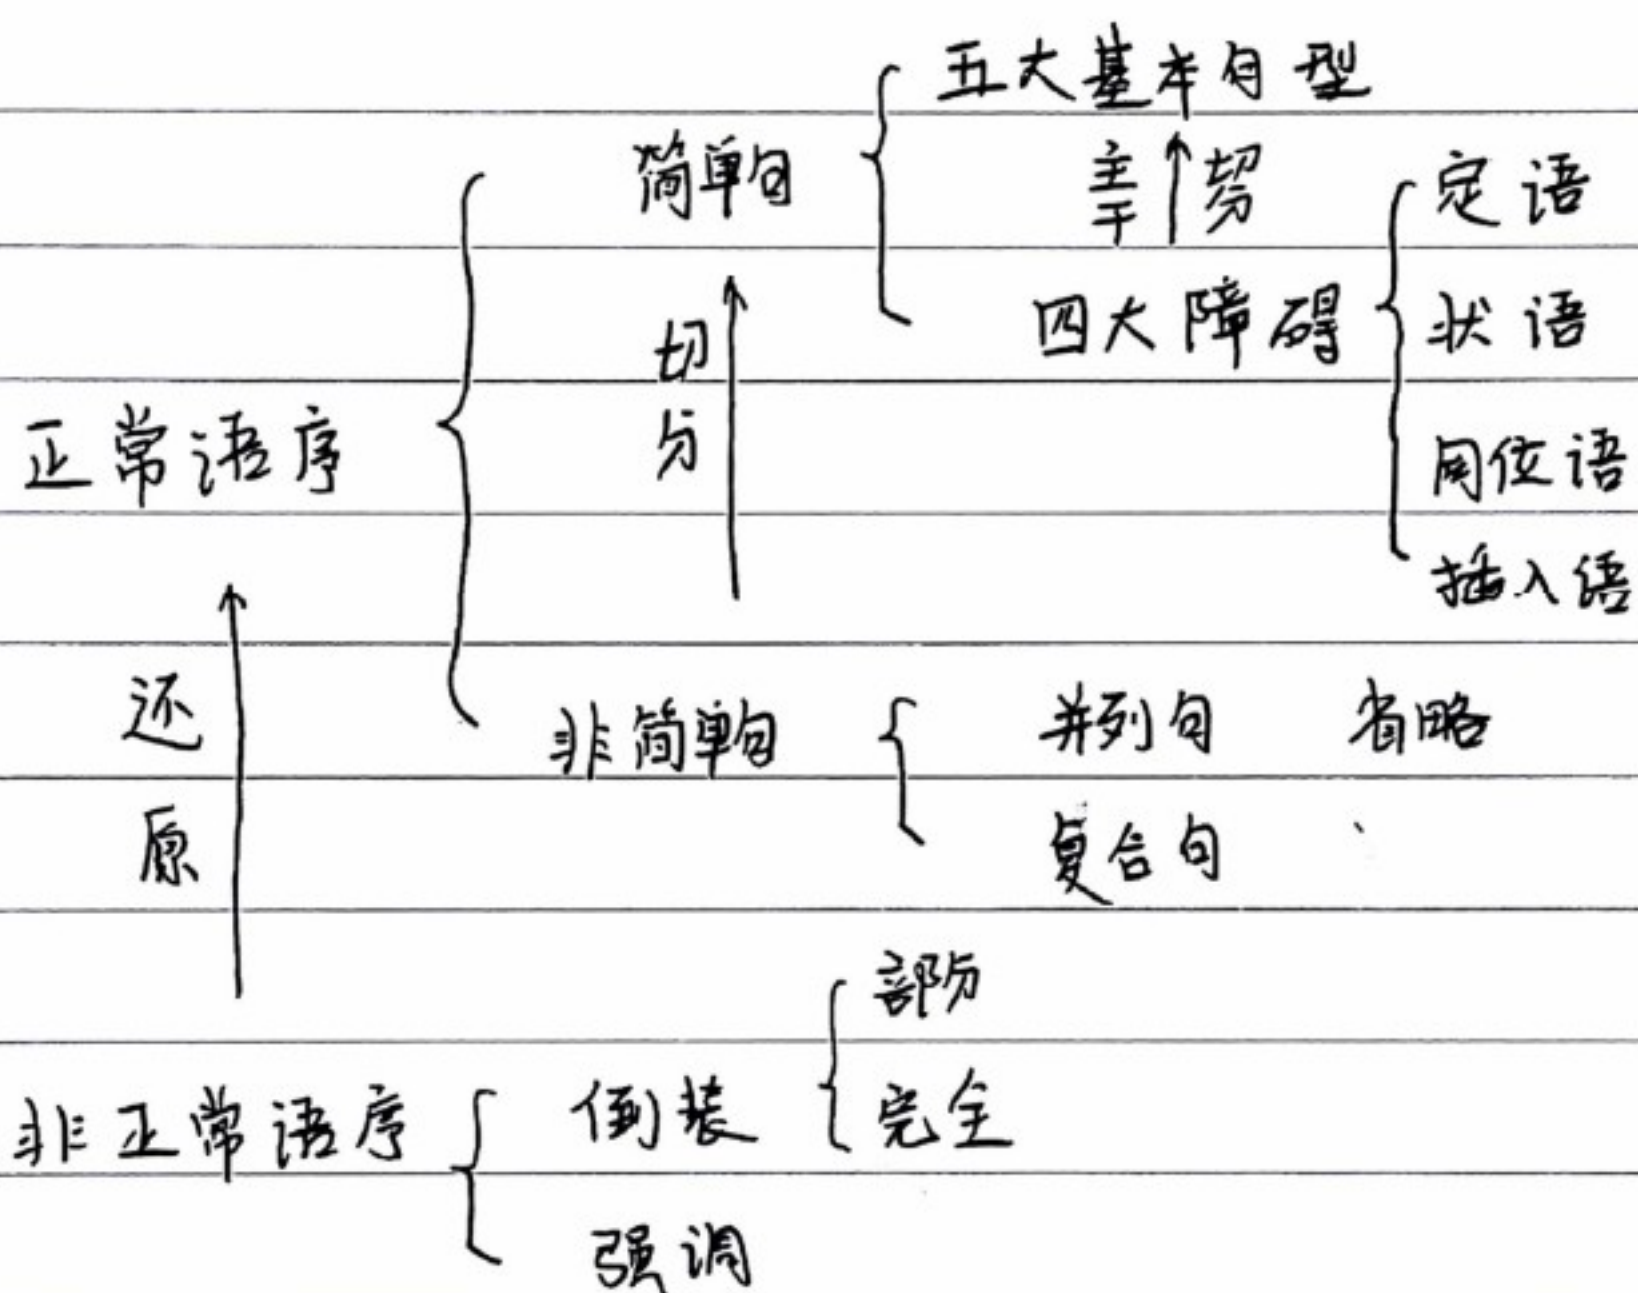 五大基本句型
简单句
主干 切分
定语
四大障碍
状语
切分
正常语序
同位语
插入语
还原
非简单句
并列句 省略
复合句
部分
非正常语序
倒装
完全
强调